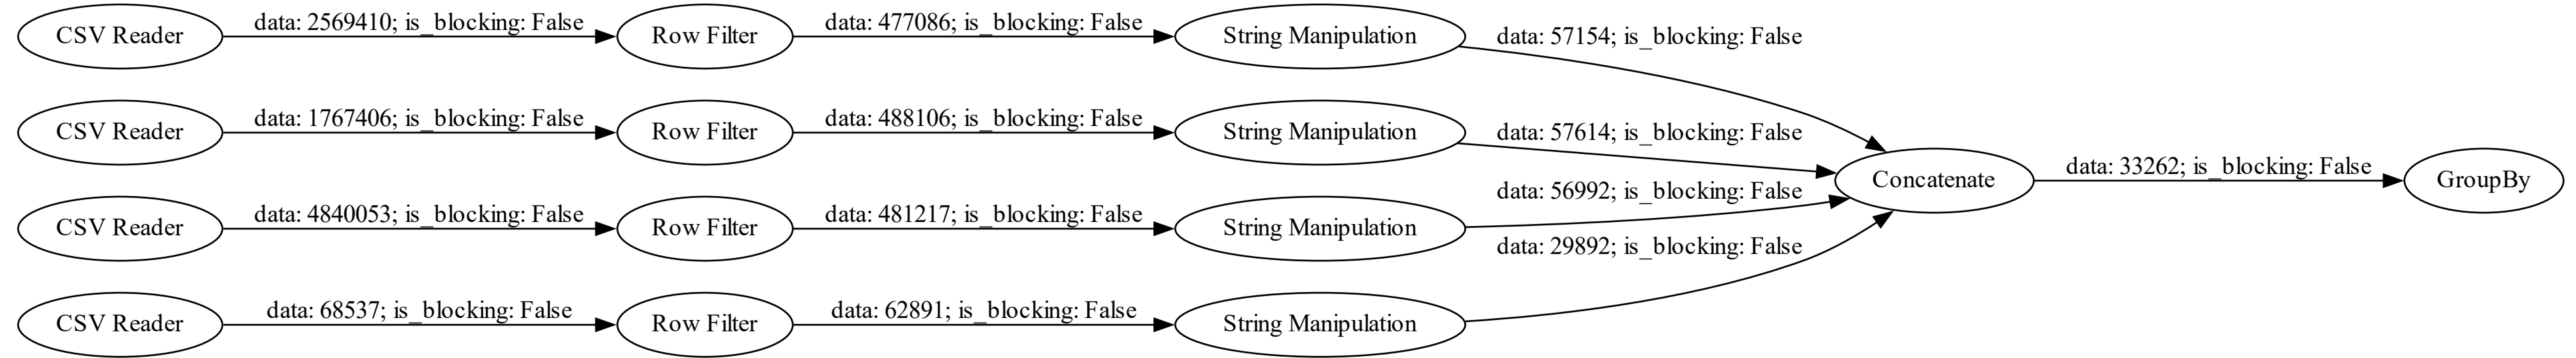 CSV Reader
data: 2569410; is_blocking: False
Row Filter
data: 477086; is_blocking: False
String Manipulation
data: 57154; is_blocking: False
CSV Reader
data: 1767406; is_blocking: False
Row Filter
data: 488106; is_blocking: False
String Manipulation
data: 57614; is_blocking: False
CSV Reader
data: 4840053; is_blocking: False
Row Filter
data: 481217; is_blocking: False
String Manipulation
data: 56992; is_blocking: False
CSV Reader
data: 68537; is_blocking: False
Row Filter
data: 62891; is_blocking: False
String Manipulation
data: 29892; is_blocking: False
Concatenate
data: 33262; is_blocking: False
GroupBy